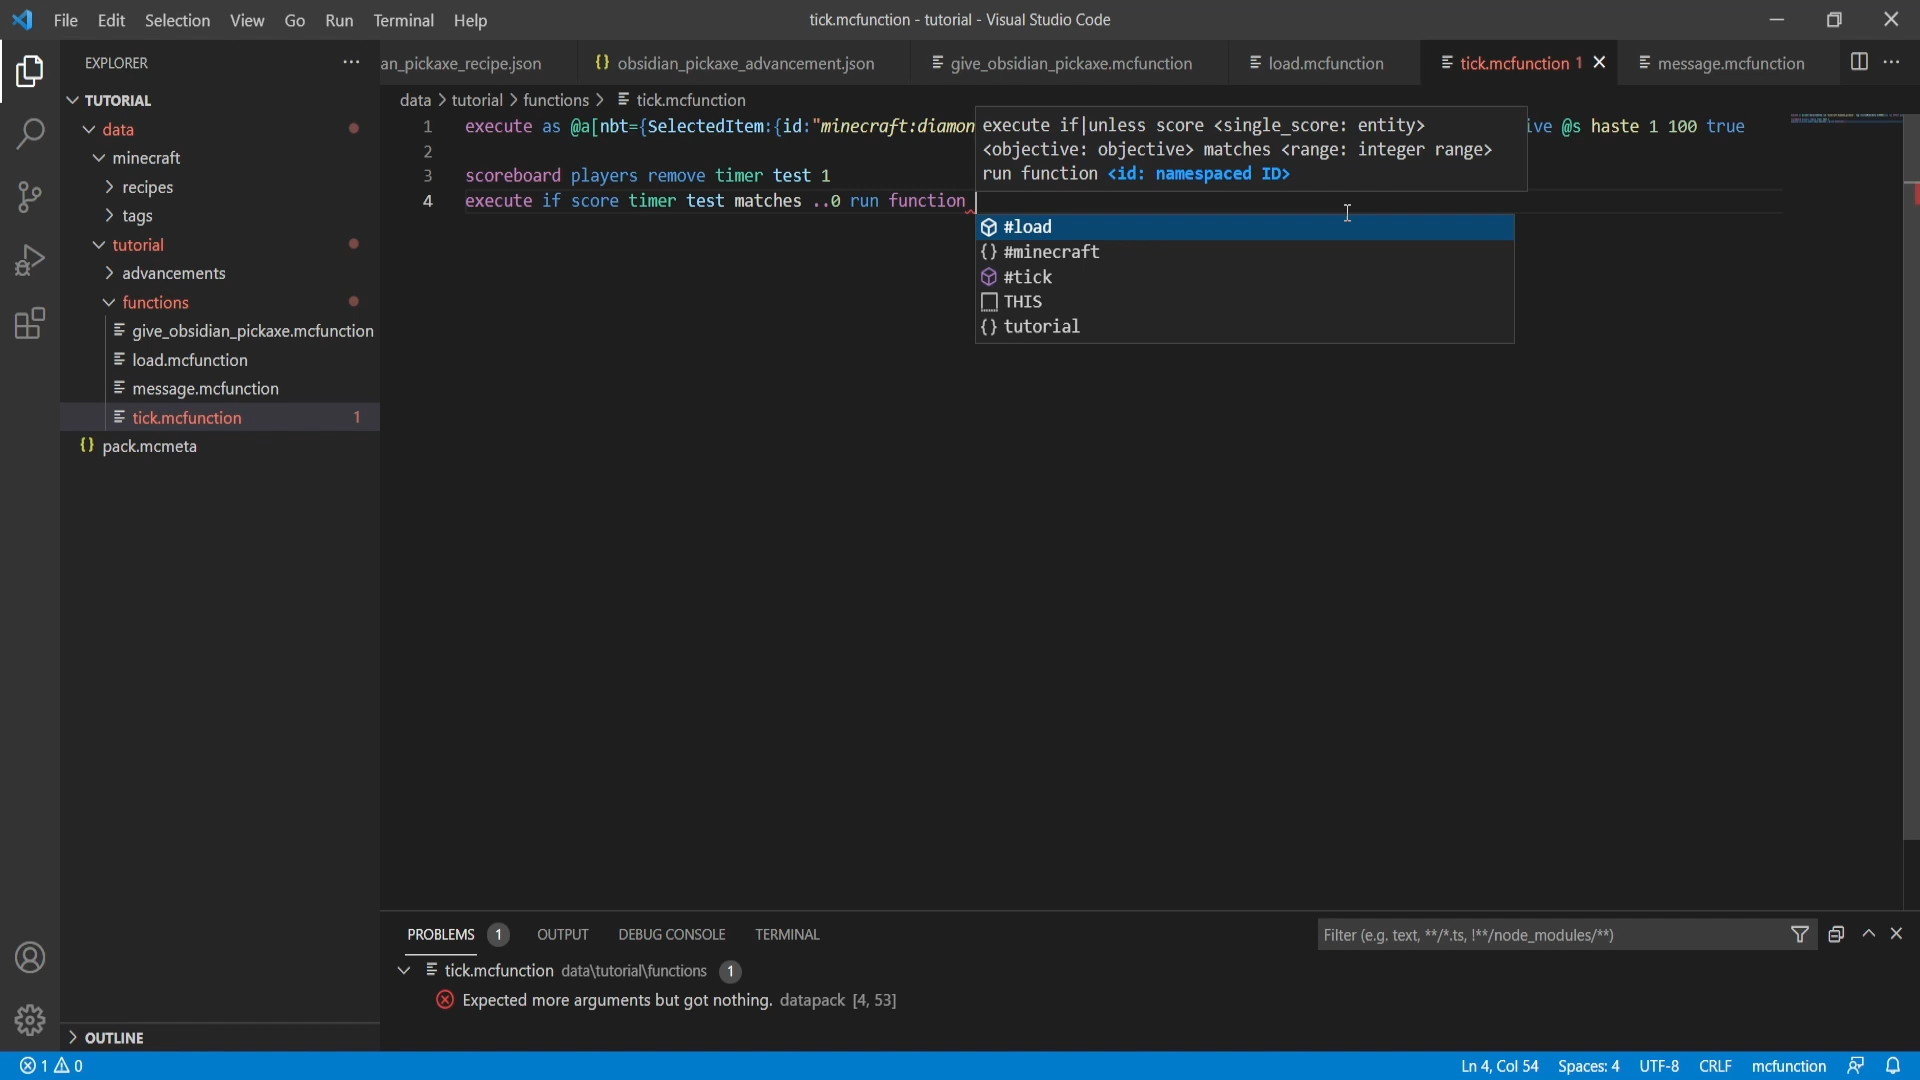 File Edit Selection View Go Run Terminal Help
tick.mcfunction - tutorial - Visual Studio Code
EXPLORER
an_pickaxe_recipe.json
{} obsidian_pickaxe_advancement.json
give_obsidian_pickaxe.mcfunction
load.mcfunction
tick.mcfunction 1
message.mcfunction
TUTORIAL
data
minecraft
recipes
tags
tutorial
advancements
functions
give_obsidian_pickaxe.mcfunction
load.mcfunction
message.mcfunction
tick.mcfunction 1
{} pack.mcmeta
OUTLINE
data > tutorial > functions > tick.mcfunction
1 execute as @a[nbt={SelectedItem:{id:"minecraft:diamon
ive @s haste 1 100 true
2
3 scoreboard players remove timer test 1
4 execute if score timer test matches ..0 run function
execute if|unless score <single_score: entity>
<objective: objective> matches <range: integer range>
run function <id: namespaced ID>
#load
{} #minecraft
#tick
THIS
{} tutorial
PROBLEMS 1 OUTPUT DEBUG CONSOLE TERMINAL
Filter (e.g. text, **/*.ts, !**/node_modules/**)
tick.mcfunction data\tutorial\functions 1
Expected more arguments but got nothing. datapack [4, 53]
1 0
Ln 4, Col 54 Spaces: 4 UTF-8 CRLF mcfunction